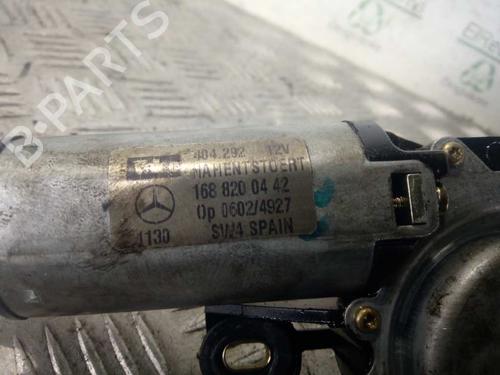 404 292 12V
NAHENTSTOERT
168 820 04 42
Op 0602/4927
1130 SW4 SPAIN
B-PARTS